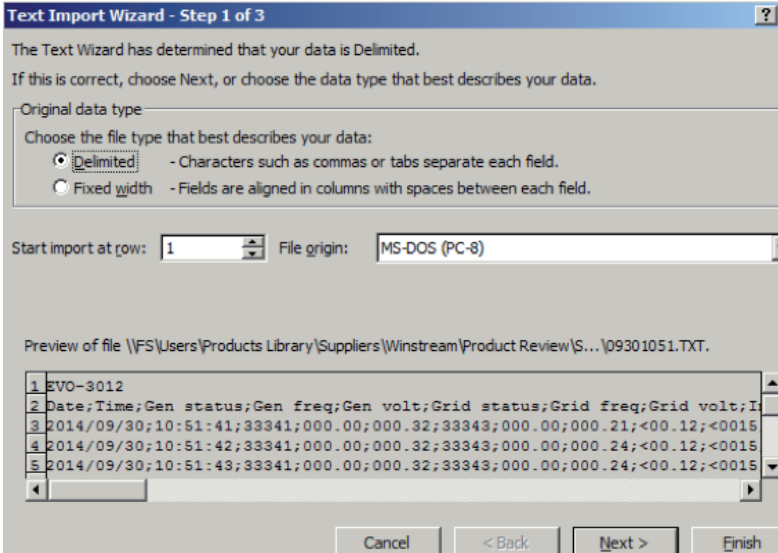 Text Import Wizard - Step 1 of 3
?
The Text Wizard has determined that your data is Delimited.
If this is correct, choose Next, or choose the data type that best describes your data.
Original data type
Choose the file type that best describes your data:
Delimited - Characters such as commas or tabs separate each field.
Fixed width - Fields are aligned in columns with spaces between each field.
Start import at row: 1 File origin: MS-DOS (PC-8)
Preview of file \\FS\Users\Products Library\Suppliers\Winstream\Product Review\S...\09301051.TXT.
1 EVO-3012
2 Date;Time;Gen status;Gen freq;Gen volt;Grid status;Grid freq;Grid volt;
3 2014/09/30;10:51:41;33341;000.00;000.32;33343;000.00;000.21;<00.12;<0015
4 2014/09/30;10:51:42;33341;000.00;000.32;33343;000.00;000.24;<00.12;<0015
5 2014/09/30;10:51:43;33341;000.00;000.32;33343;000.00;000.24;<00.12;<0015
Cancel < Back Next > Finish